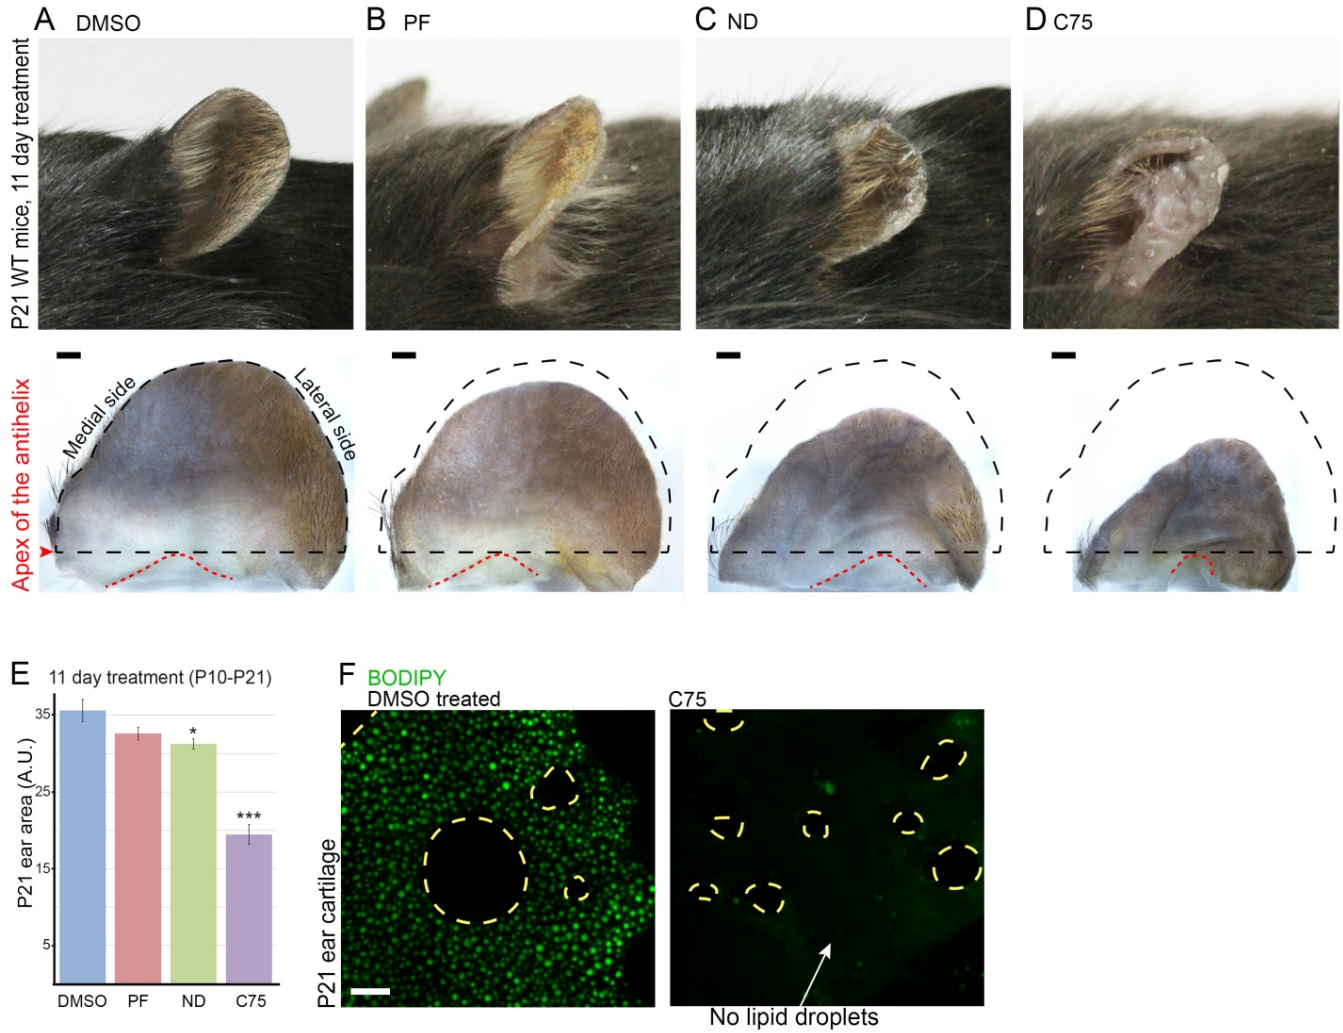 A DMSO
B PF
C ND
D C75
P21 WT mice, 11 day treatment
Apex of the antihelix
Medial side
Lateral side
E 11 day treatment (P10-P21)
P21 ear area (A.U.)
35
25
15
5
*
***
DMSO PF ND C75
F BODIPY
DMSO treated
C75
P21 ear cartilage
No lipid droplets